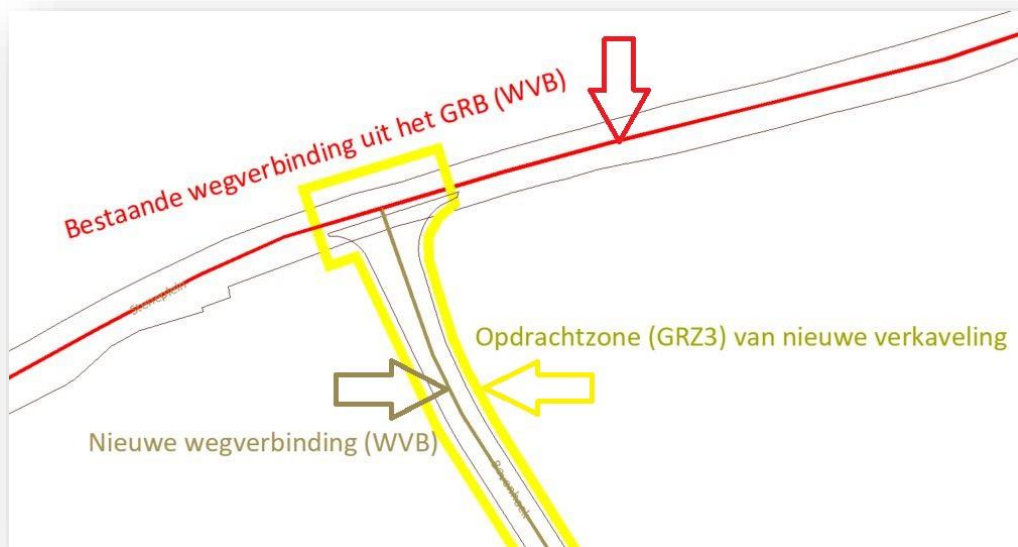 Bestaande wegverbinding uit het GRB (WVB)
Opdrachtzone (GRZ3) van nieuwe verkaveling
Nieuwe wegverbinding (WVB)